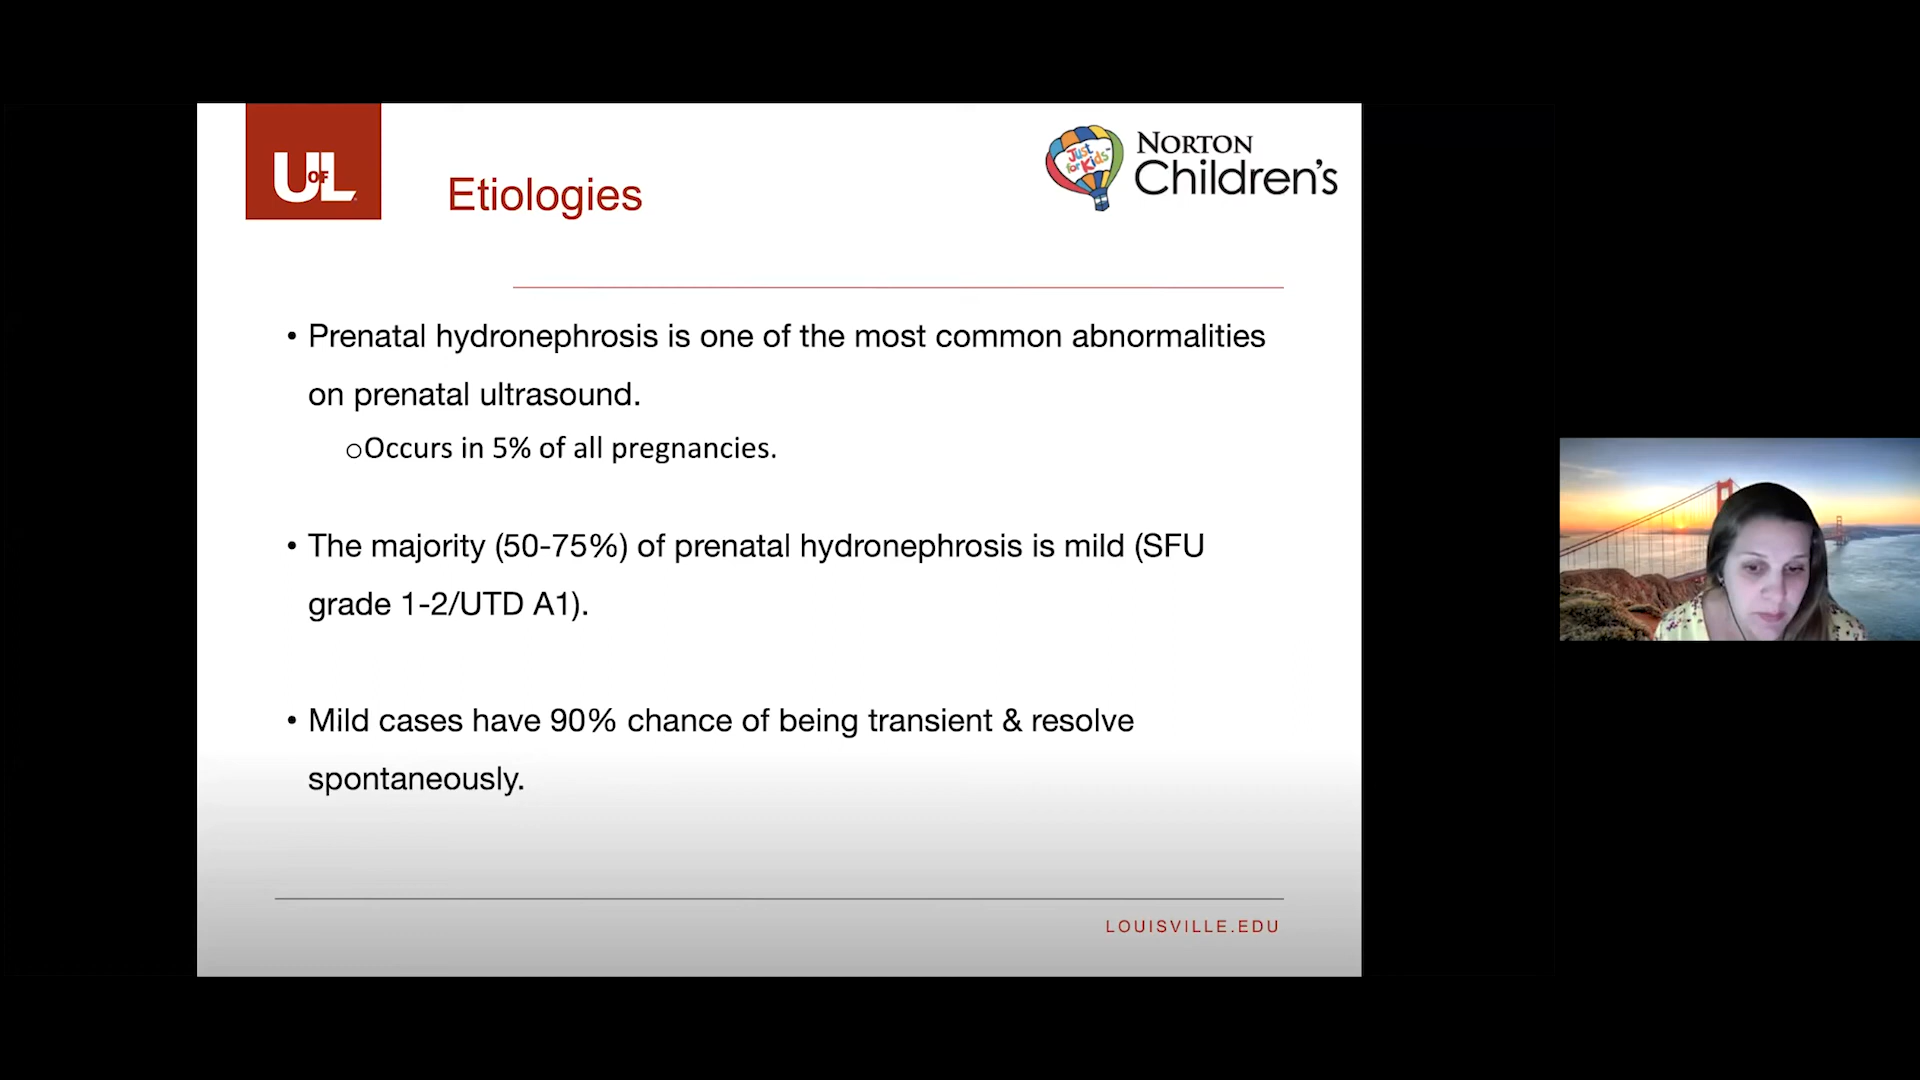 UofL
Etiologies
Just for Kids™
NORTON
Children's
• Prenatal hydronephrosis is one of the most common abnormalities
on prenatal ultrasound.
oOccurs in 5% of all pregnancies.
• The majority (50-75%) of prenatal hydronephrosis is mild (SFU
grade 1-2/UTD A1).
• Mild cases have 90% chance of being transient & resolve
spontaneously.
LOUISVILLE.EDU